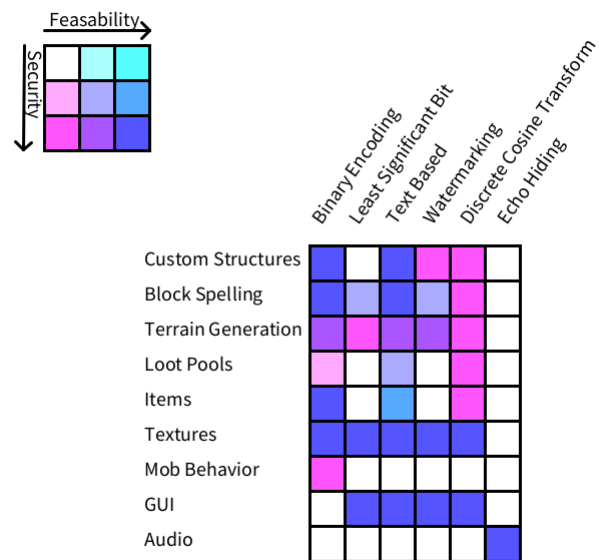 Feasability
Security
Binary Encoding
Least Significant Bit
Text Based
Watermarking
Discrete Cosine Transform
Echo Hiding
Custom Structures
Block Spelling
Terrain Generation
Loot Pools
Items
Textures
Mob Behavior
GUI
Audio